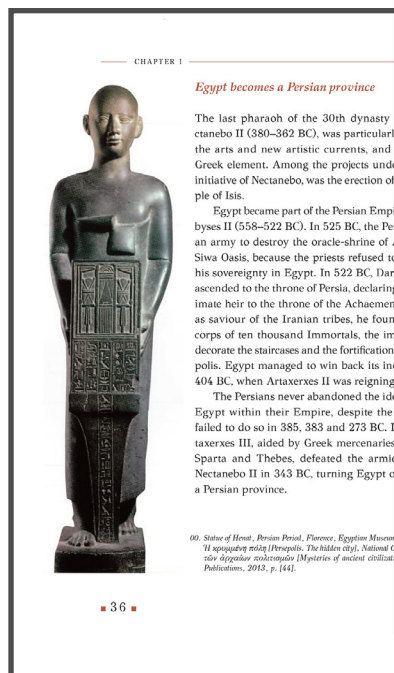 CHAPTER I
Egypt becomes a Persian province
The last pharaoh of the 30th dynasty
ctanebo II (380–362 BC), was particularl
the arts and new artistic currents, and
Greek element. Among the projects unde
initiative of Nectanebo, was the erection of
ple of Isis.
Egypt became part of the Persian Empi
byses II (558–522 BC). In 525 BC, the Pe
an army to destroy the oracle-shrine of
Siwa Oasis, because the priests refused to
his sovereignty in Egypt. In 522 BC, Dar
ascended to the throne of Persia, declaring
imate heir to the throne of the Achaemen
as saviour of the Iranian tribes, he foun
corps of ten thousand Immortals, the im
decorate the staircases and the fortification
polis. Egypt managed to win back its in
404 BC, when Artaxerxes II was reigning
The Persians never abandoned the ide
Egypt within their Empire, despite the
failed to do so in 385, 383 and 273 BC. I
taxerxes III, aided by Greek mercenaries
Sparta and Thebes, defeated the armie
Nectanebo II in 343 BC, turning Egypt o
a Persian province.
00. Statue of Henat, Persian Period, Florence, Egyptian Museum
Ἡ κρυμμένη πόλη [Persepolis. The hidden city], National G
τῶν ἀρχαίων πολιτισμῶν [Mysteries of ancient civilizati
Publications, 2013, p. [44].
36